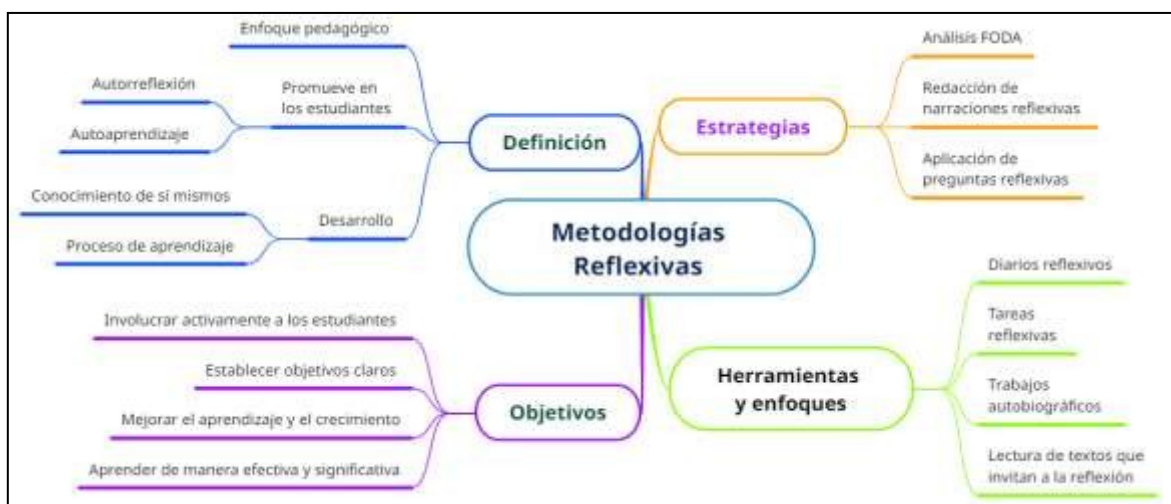 Metodologías
Reflexivas
Definición
Enfoque pedagógico
Promueve en
los estudiantes
Autorreflexión
Autoaprendizaje
Desarrollo
Conocimiento de sí mismos
Proceso de aprendizaje
Objetivos
Involucrar activamente a los estudiantes
Establecer objetivos claros
Mejorar el aprendizaje y el crecimiento
Aprender de manera efectiva y significativa
Estrategias
Análisis FODA
Redacción de
narraciones reflexivas
Aplicación de
preguntas reflexivas
Herramientas
y enfoques
Diarios reflexivos
Tareas
reflexivas
Trabajos
autobiográficos
Lectura de textos que
invitan a la reflexión